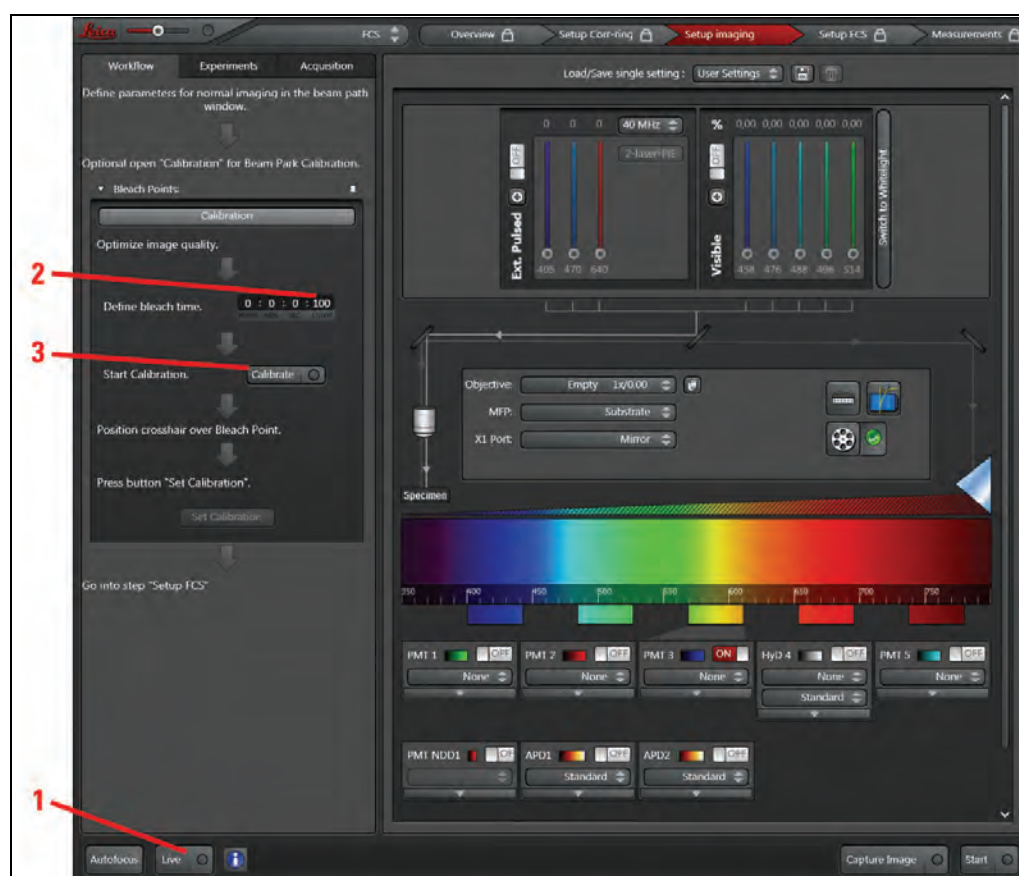 Leica
FCS
Overview
Setup Corr-ring
Setup imaging
Setup FCS
Measurements
Workflow
Experiments
Acquisition
Define parameters for normal imaging in the beam path
window.
Optional open "Calibration" for Beam Park Calibration.
Bleach Points:
Calibration
Optimize image quality.
2
Define bleach time.
0 : 0 : 0 : 100
3
Start Calibration.
Calibrate
Position crosshair over Bleach Point.
Press button "Set Calibration".
Set Calibration
Go into step "Setup FCS"
1
Autofocus
Live
Load/Save single setting :
User Settings
0 0 0
40 MHz
OFF
2-laser-PIE
Ext. Pulsed
405 470 640
% 0,00 0,00 0,00 0,00 0,00
OFF
Visible
458 476 488 496 514
Switch to Whitelight
Objective:
Empty 1x/0.00
MFP:
Substrate
X1 Port:
Mirror
Specimen
350 400 450 500 550 600 650 700 750
PMT 1 OFF
PMT 2 OFF
PMT 3 ON
HyD 4 OFF
PMT 5 OFF
None
None
None
None
None
Standard
PMT NDD1 OF
APD1 OFF
APD2 OFF
Standard
Standard
Capture Image
Start